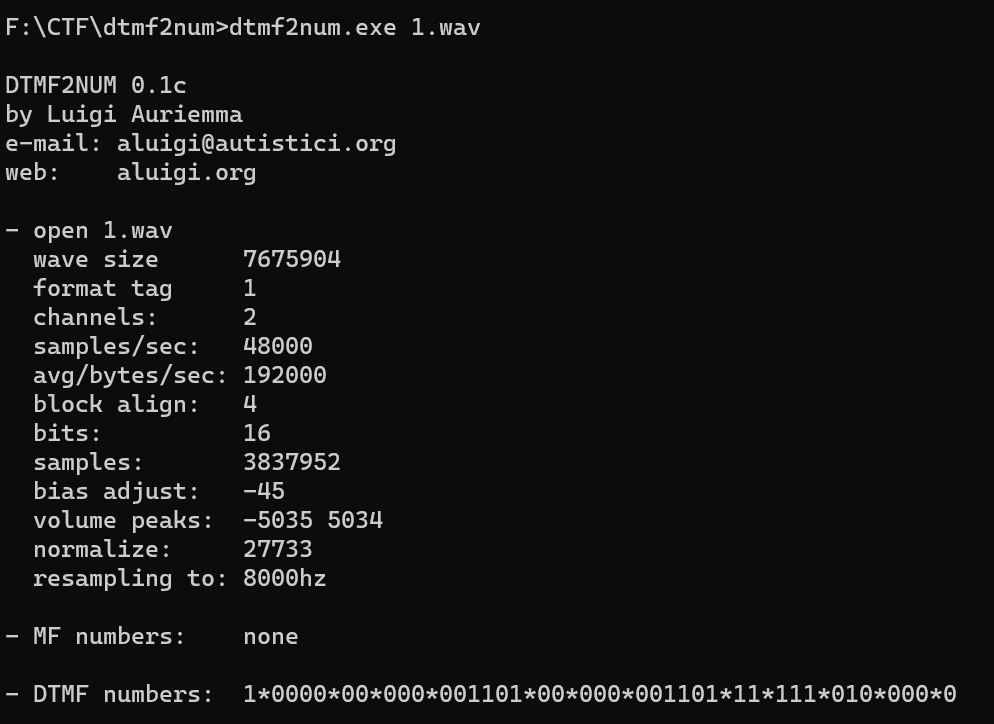 F:\CTF\dtmf2num>dtmf2num.exe 1.wav
DTMF2NUM 0.1c
by Luigi Auriemma
e-mail: aluigi@autistici.org
web:    aluigi.org
- open 1.wav
  wave size      7675904
  format tag     1
  channels:      2
  samples/sec:   48000
  avg/bytes/sec: 192000
  block align:   4
  bits:          16
  samples:       3837952
  bias adjust:   -45
  volume peaks:  -5035 5034
  normalize:     27733
  resampling to: 8000hz
- MF numbers:    none
- DTMF numbers:  1*0000*00*000*001101*00*000*001101*11*111*010*000*0